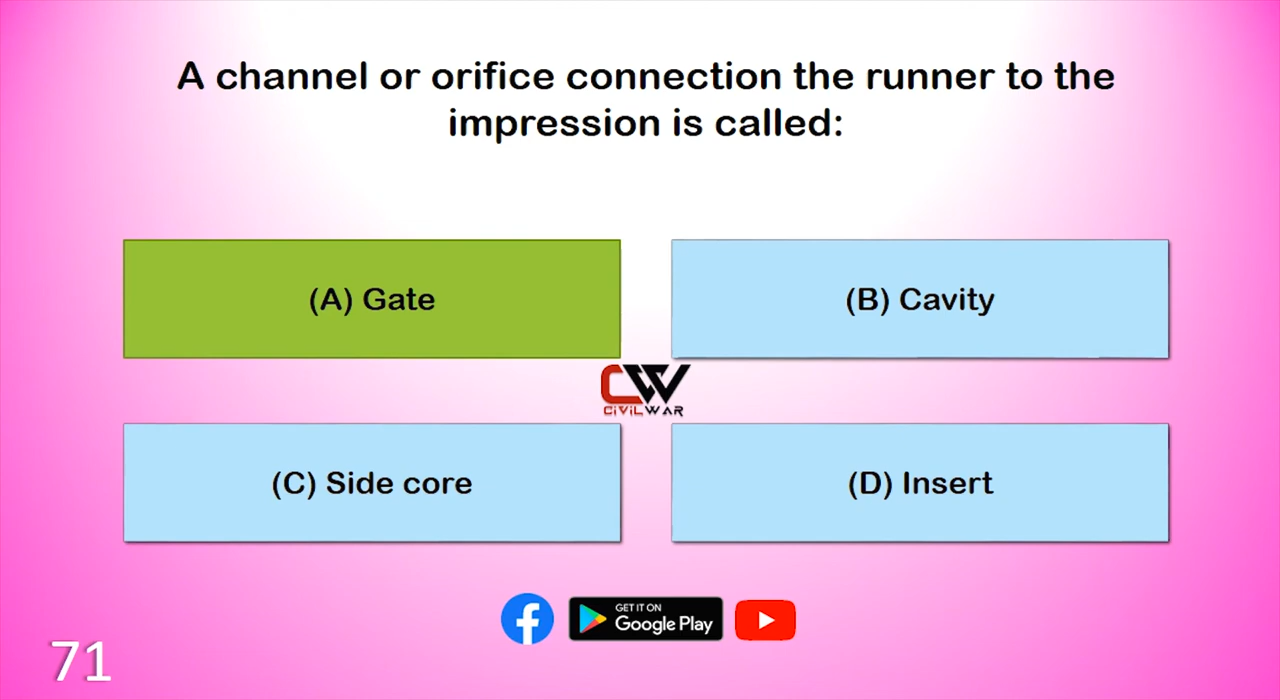 A channel or orifice connection the runner to the
impression is called:
(A) Gate
(B) Cavity
CW
CIVIL WAR
(C) Side core
(D) Insert
GET IT ON
Google Play
71